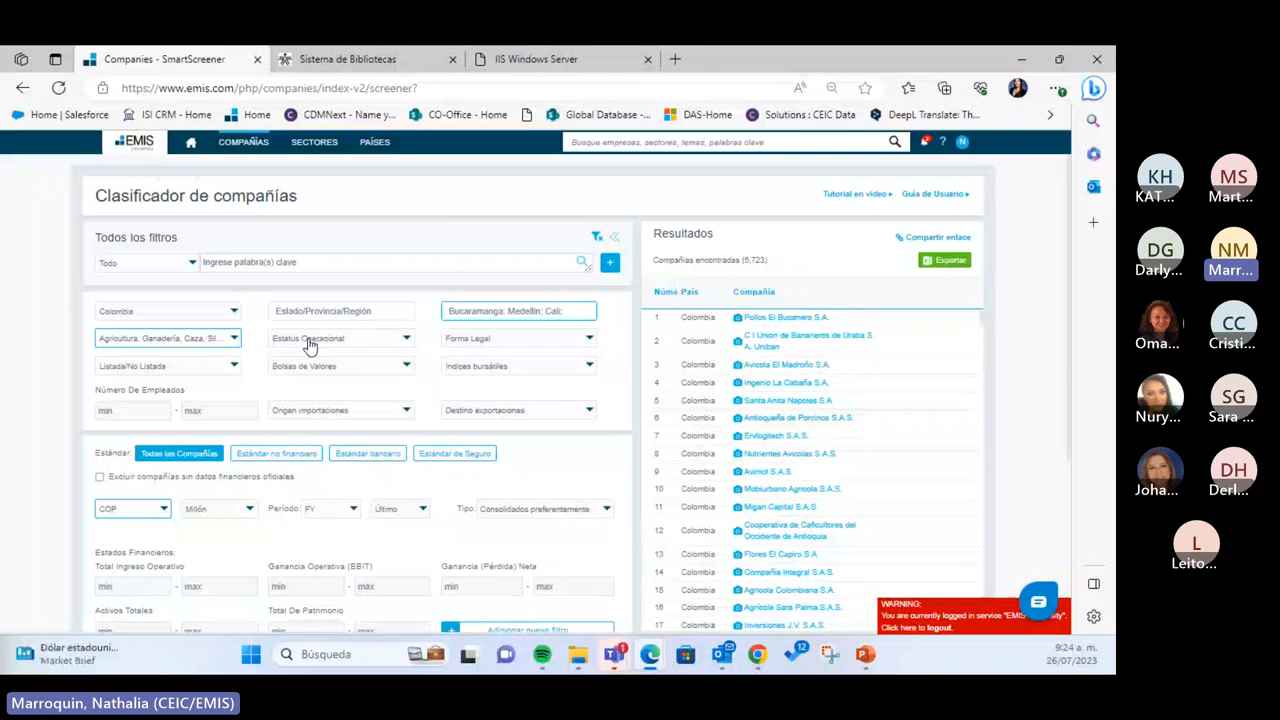 Companies - SmartScreener
Sistema de Bibliotecas
IIS Windows Server
https://www.emis.com/php/companies/index-v2/screener?
Home | Salesforce
ISI CRM - Home
Home
CDMNext - Name y...
CO-Office - Home
Global Database -...
DAS-Home
Solutions : CEIC Data
DeepL Translate: Th...
EMIS
COMPAÑÍAS
SECTORES
PAÍSES
Busque empresas, sectores, temas, palabras clave
?
N
Clasificador de compañías
Tutorial en vídeo
Guía de Usuario
Todos los filtros
Todo
Ingrese palabra(s) clave
Colombia
Estado/Provincia/Región
Bucaramanga; Medellin; Cali;
Agricultura, Ganadería, Caza, Sil...
Estatus Operacional
Forma Legal
Listada/No Listada
Bolsas de Valores
Indices bursátiles
Número De Empleados
min - max
Origen importaciones
Destino exportaciones
Estándar:
Todas las Compañías
Estándar no financiero
Estándar bancario
Estándar de Seguro
Excluir compañías sin datos financieros oficiales
COP
Millón
Período: FY
Último
Tipo: Consolidados preferentemente
Estados Financieros:
Total Ingreso Operativo
Ganancia Operativa (EBIT)
Ganancia (Pérdida) Neta
min - max
min - max
min - max
Activos Totales
Total De Patrimonio
min - max
min - max
Adicionar nuevo filtro
Resultados
Compartir enlace
Compañías encontradas (5,723)
Exportar
Núme País Compañía
1 Colombia Pollos El Bucanero S.A.
2 Colombia C I Union de Bananeros de Uraba S
A. Uniban
3 Colombia Avicola El Madroño S.A.
4 Colombia Ingenio La Cabaña S.A.
5 Colombia Santa Anita Napoles S.A
6 Colombia Antioqueña de Porcinos S.A.S.
7 Colombia Ervlogitech S.A.S.
8 Colombia Nutrientes Avicolas S.A.S.
9 Colombia Avimol S.A.S.
10 Colombia Mobiurbano Agricola S.A.S.
11 Colombia Migan Capital S.A.S.
12 Colombia Cooperativa de Caficultores del
Occidente de Antioquia
13 Colombia Flores El Capiro S.A.
14 Colombia Compañia Integral S.A.S.
15 Colombia Agricola Colombiana S.A.S.
16 Colombia Agrícola Sara Palma S.A.S.
17 Colombia Inversiones J.V. S.A.S.
WARNING:
You are currently logged in service "EMIS
Click here to logout.
Dólar estadouni...
Market Brief
Búsqueda
1
12
9:24 a. m.
26/07/2023
KH
KAT...
MS
Mart...
DG
Darly...
NM
Marr...
Oma...
CC
Cristi...
Nury...
SG
Sara ...
Joha...
DH
Derl...
L
Leito...
Marroquin, Nathalia (CEIC/EMIS)